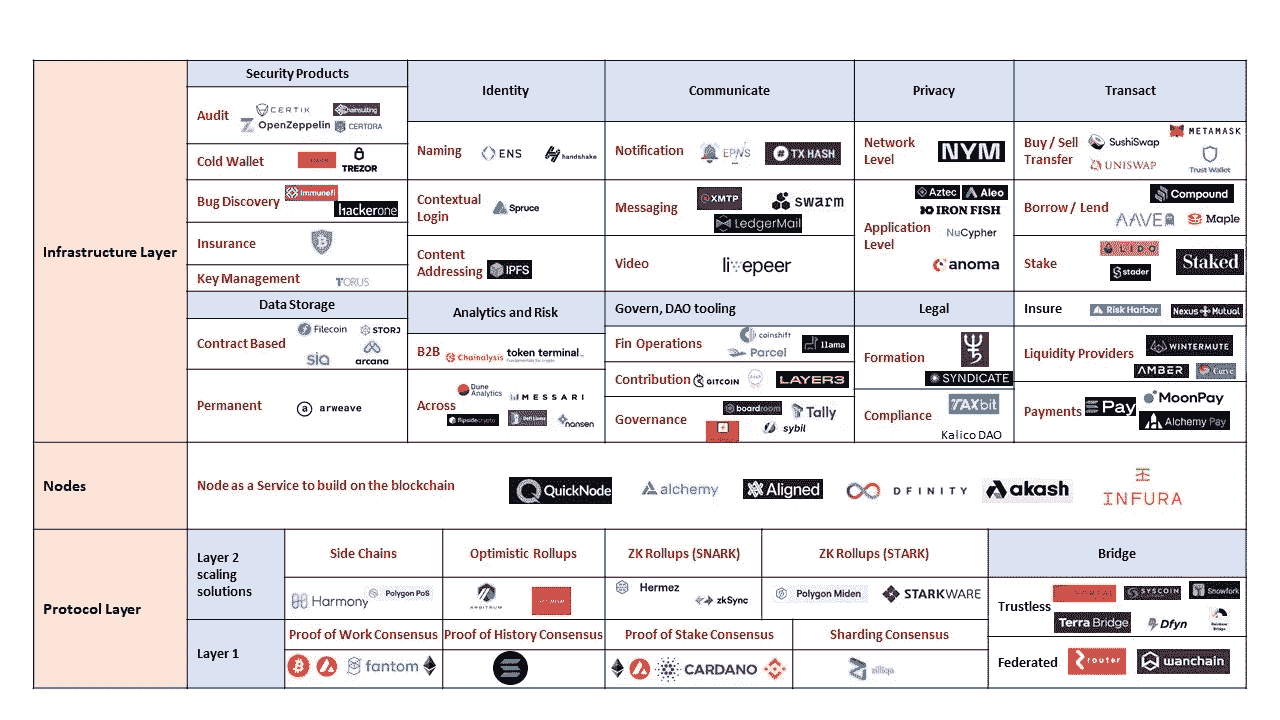 Security Products
Identity
Communicate
Privacy
Transact
Infrastructure Layer
Audit
CERTIK
Chainsulting
OpenZeppelin
CERTORA
Cold Wallet
TREZOR
Bug Discovery
Immunefi
hackerone
Insurance
Key Management
TORUS
Naming
ENS
handshake
Contextual
Login
Spruce
Content
Addressing
IPFS
Notification
EPNS
TX HASH
Messaging
XMTP
swarm
LedgerMail
Video
livepeer
Network
Level
NYM
Application
Level
Aztec
Aleo
IRON FISH
NuCypher
anoma
Buy / Sell
Transfer
SushiSwap
METAMASK
UNISWAP
Trust Wallet
Borrow / Lend
Compound
AAVE
Maple
Stake
LIDO
stader
Staked
Data Storage
Contract Based
Filecoin
STORJ
sia
arcana
Permanent
arweave
Analytics and Risk
B2B
Chainalysis
token terminal
Across
Dune
Analytics
MESSARI
flipsidecrypto
Defi Llama
nansen
Govern, DAO tooling
Fin Operations
coinshift
Parcel
llama
Contribution
GITCOIN
LAYER3
Governance
boardroom
Tally
sybil
Legal
Formation
SYNDICATE
Compliance
TAXbit
Kalico DAO
Insure
Risk Harbor
Nexus Mutual
Liquidity Providers
WINTERMUTE
AMBER
Curve
Payments
Pay
MoonPay
Alchemy Pay
Nodes
Node as a Service to build on the blockchain
QuickNode
alchemy
Aligned
DFINITY
akash
INFURA
Protocol Layer
Layer 2
scaling
solutions
Side Chains
Optimistic Rollups
ZK Rollups (SNARK)
ZK Rollups (STARK)
Bridge
Harmony
Polygon PoS
ARBITRUM
Hermez
zkSync
Polygon Miden
STARKWARE
Trustless
SYSCOIN
Snowfork
Terra Bridge
Dfyn
Rainbow
Bridge
Layer 1
Proof of Work Consensus
Proof of History Consensus
Proof of Stake Consensus
Sharding Consensus
fantom
CARDANO
zilliqa
Federated
router
wanchain